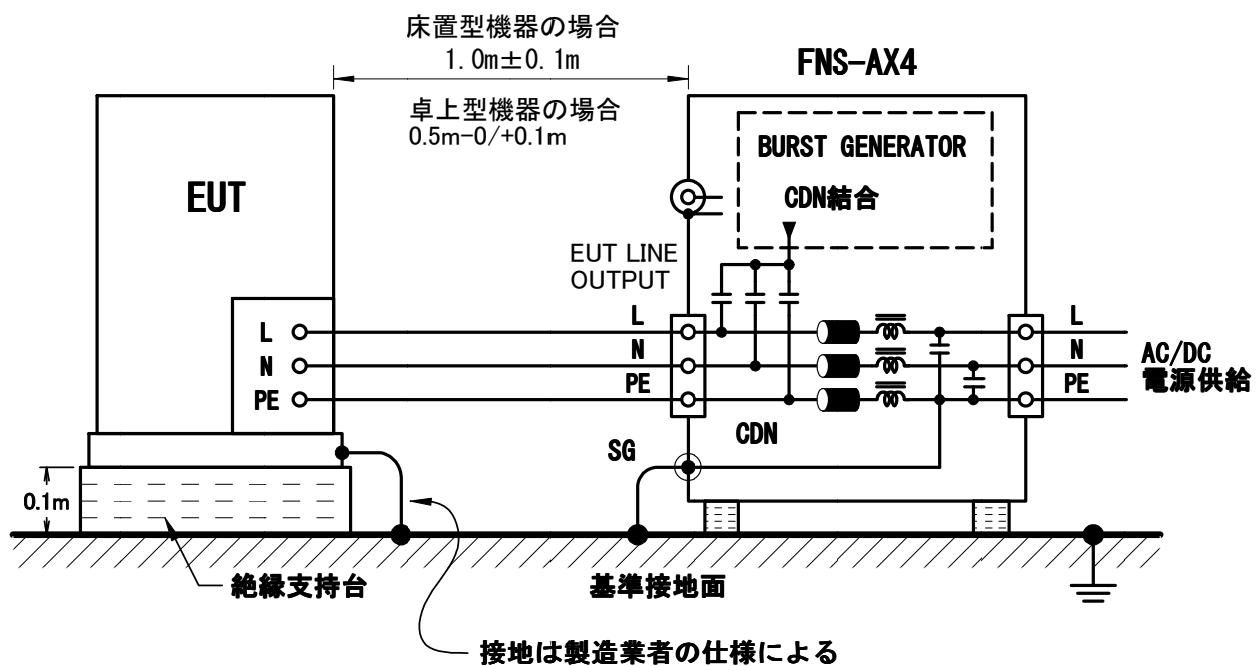 床置型機器の場合
1.0m±0.1m
卓上型機器の場合
0.5m-0/+0.1m
FNS-AX4
BURST GENERATOR
CDN結合
EUT
EUT LINE
OUTPUT
L
N
PE
L
N
PE
L
N
PE
AC/DC
電源供給
CDN
SG
0.1m
絶縁支持台
基準接地面
接地は製造業者の仕様による